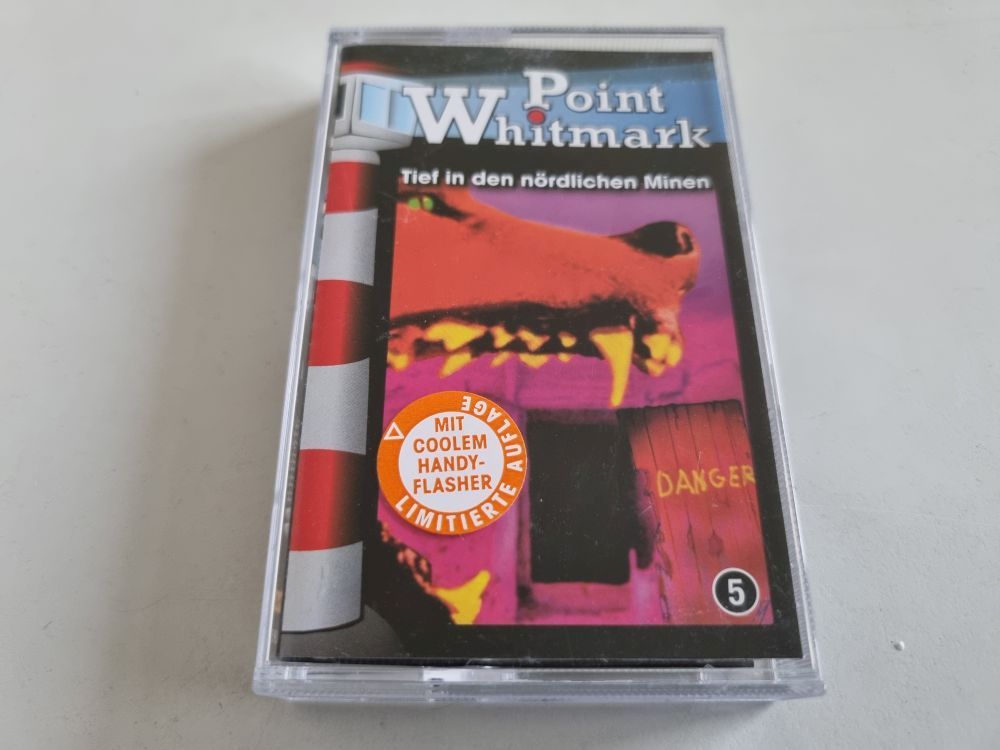 Point
Whitmark
Tief in den nördlichen Minen
MIT
COOLEM
HANDY-
FLASHER
LIMITIERTE AUFLAGE
DANGER
5